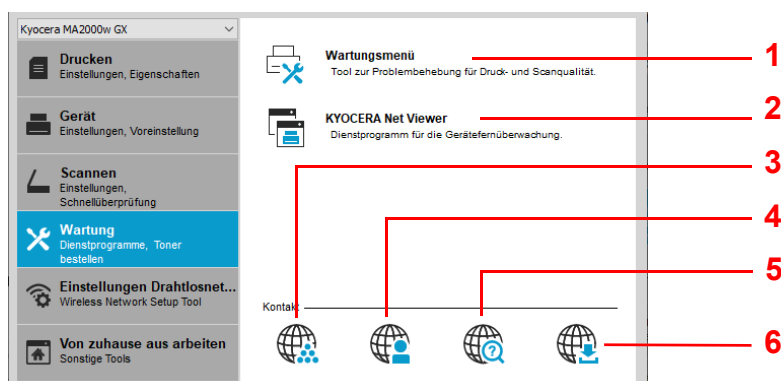 Kyocera MA2000w GX
Drucken
Einstellungen, Eigenschaften
Gerät
Einstellungen, Voreinstellung
Scannen
Einstellungen,
Schnellüberprüfung
Wartung
Dienstprogramme, Toner
bestellen
Einstellungen Drahtlosnet...
Wireless Network Setup Tool
Von zuhause aus arbeiten
Sonstige Tools
Wartungsmenü
Tool zur Problembehebung für Druck- und Scanqualität.
KYOCERA Net Viewer
Dienstprogramm für die Gerätefernüberwachung.
Kontakt
1
2
3
4
5
6